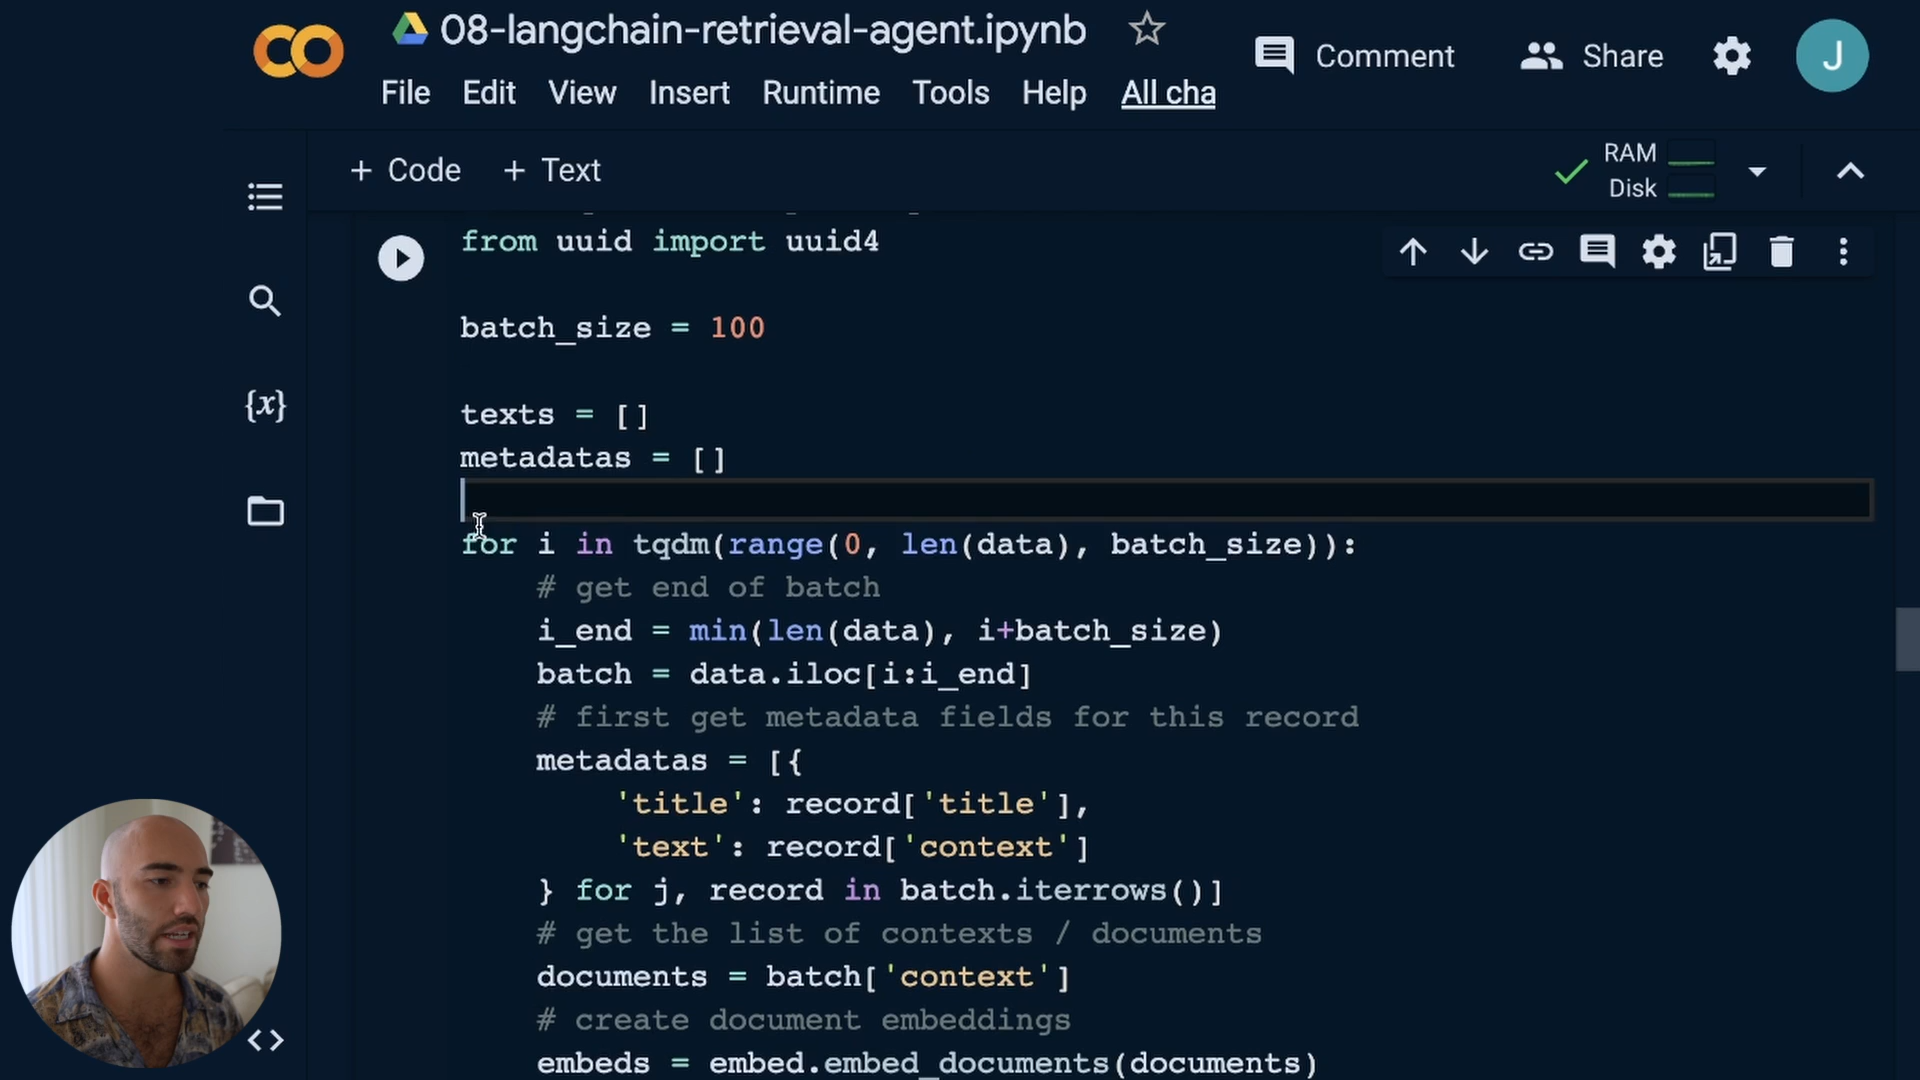 08-langchain-retrieval-agent.ipynb
Comment
Share
J
File Edit View Insert Runtime Tools Help All cha
+ Code + Text
RAM
Disk
from uuid import uuid4
batch_size = 100
texts = []
metadatas = []
for i in tqdm(range(0, len(data), batch_size)):
# get end of batch
i_end = min(len(data), i+batch_size)
batch = data.iloc[i:i_end]
# first get metadata fields for this record
metadatas = [{
'title': record['title'],
'text': record['context']
} for j, record in batch.iterrows()]
# get the list of contexts / documents
documents = batch['context']
# create document embeddings
embeds = embed.embed_documents(documents)
{x}
<>